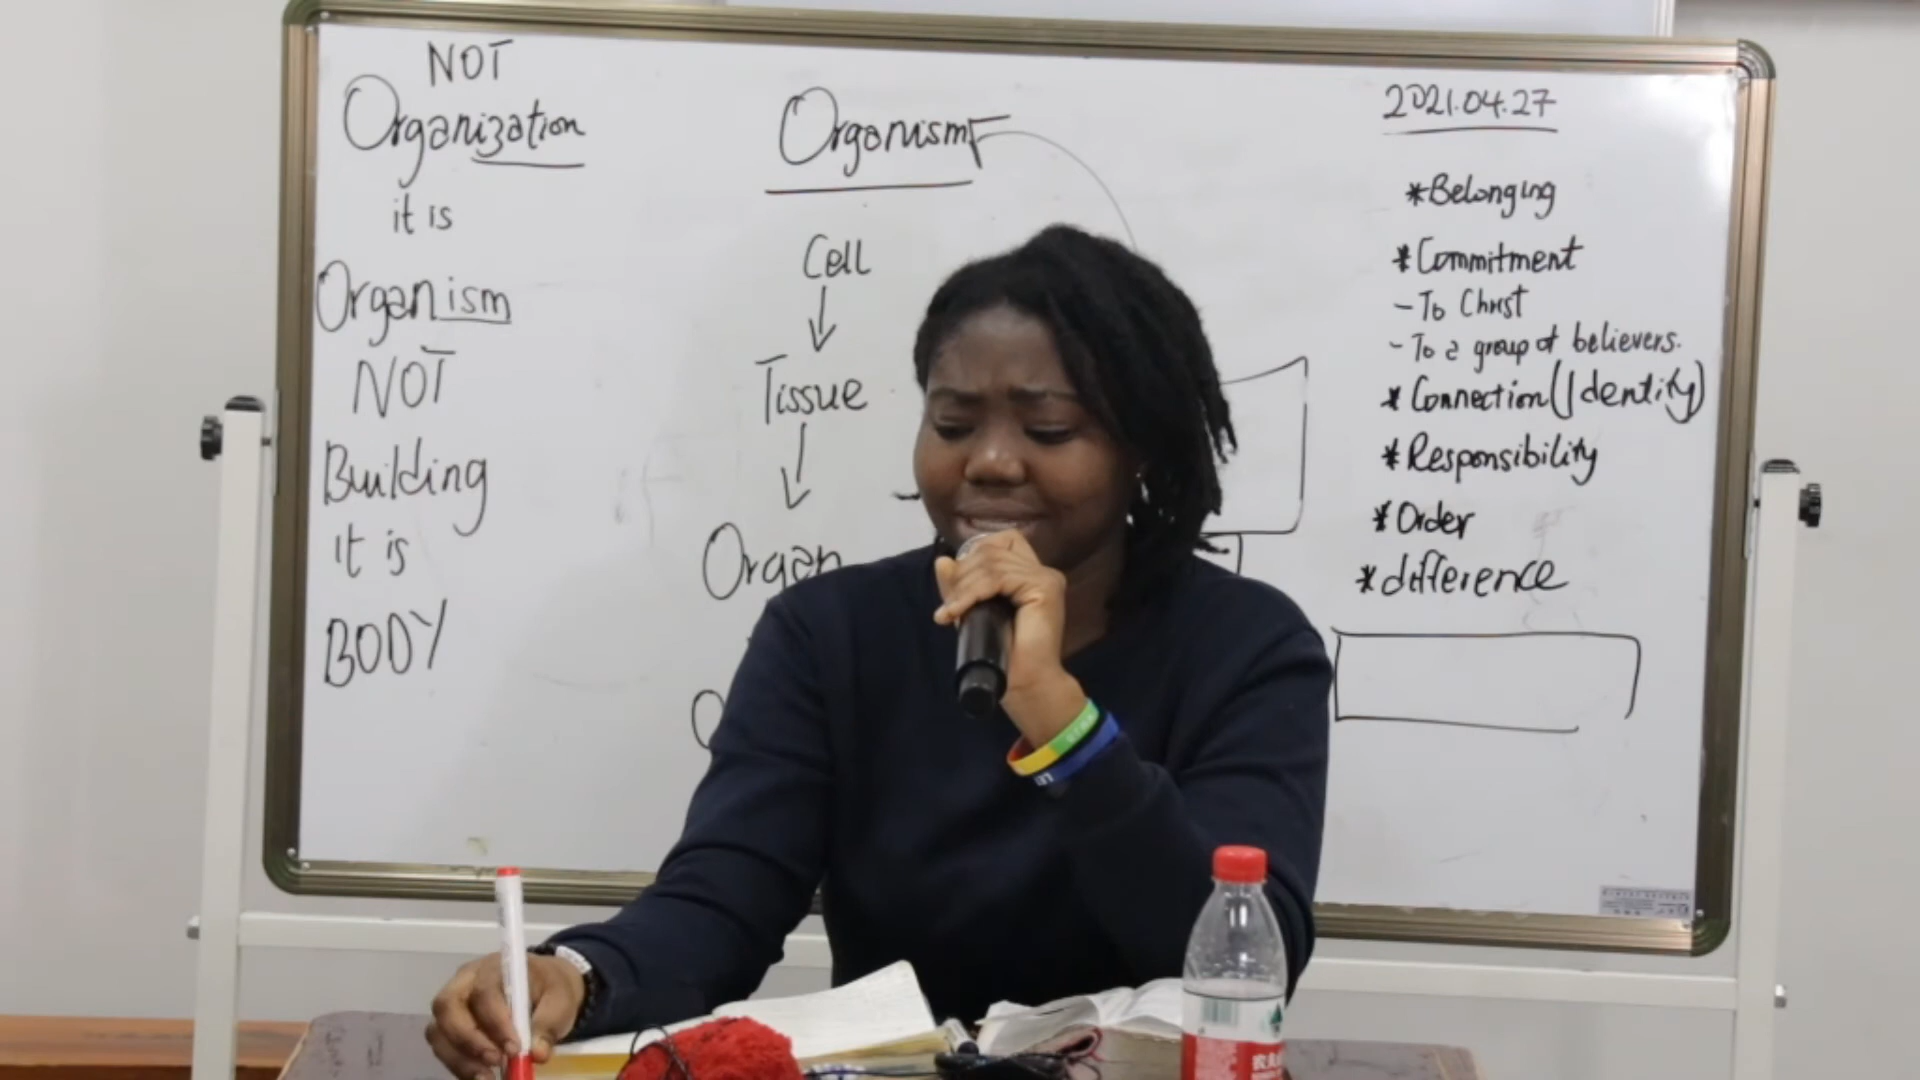 NOT
Organization
it is
Organism
NOT
Building
it is
BODY
Organism
Cell
Tissue
Organ
2021.04.27
*Belonging
*Commitment
- To Christ
- To a group of believers.
*Connection (Identity)
*Responsibility
*Order
*difference